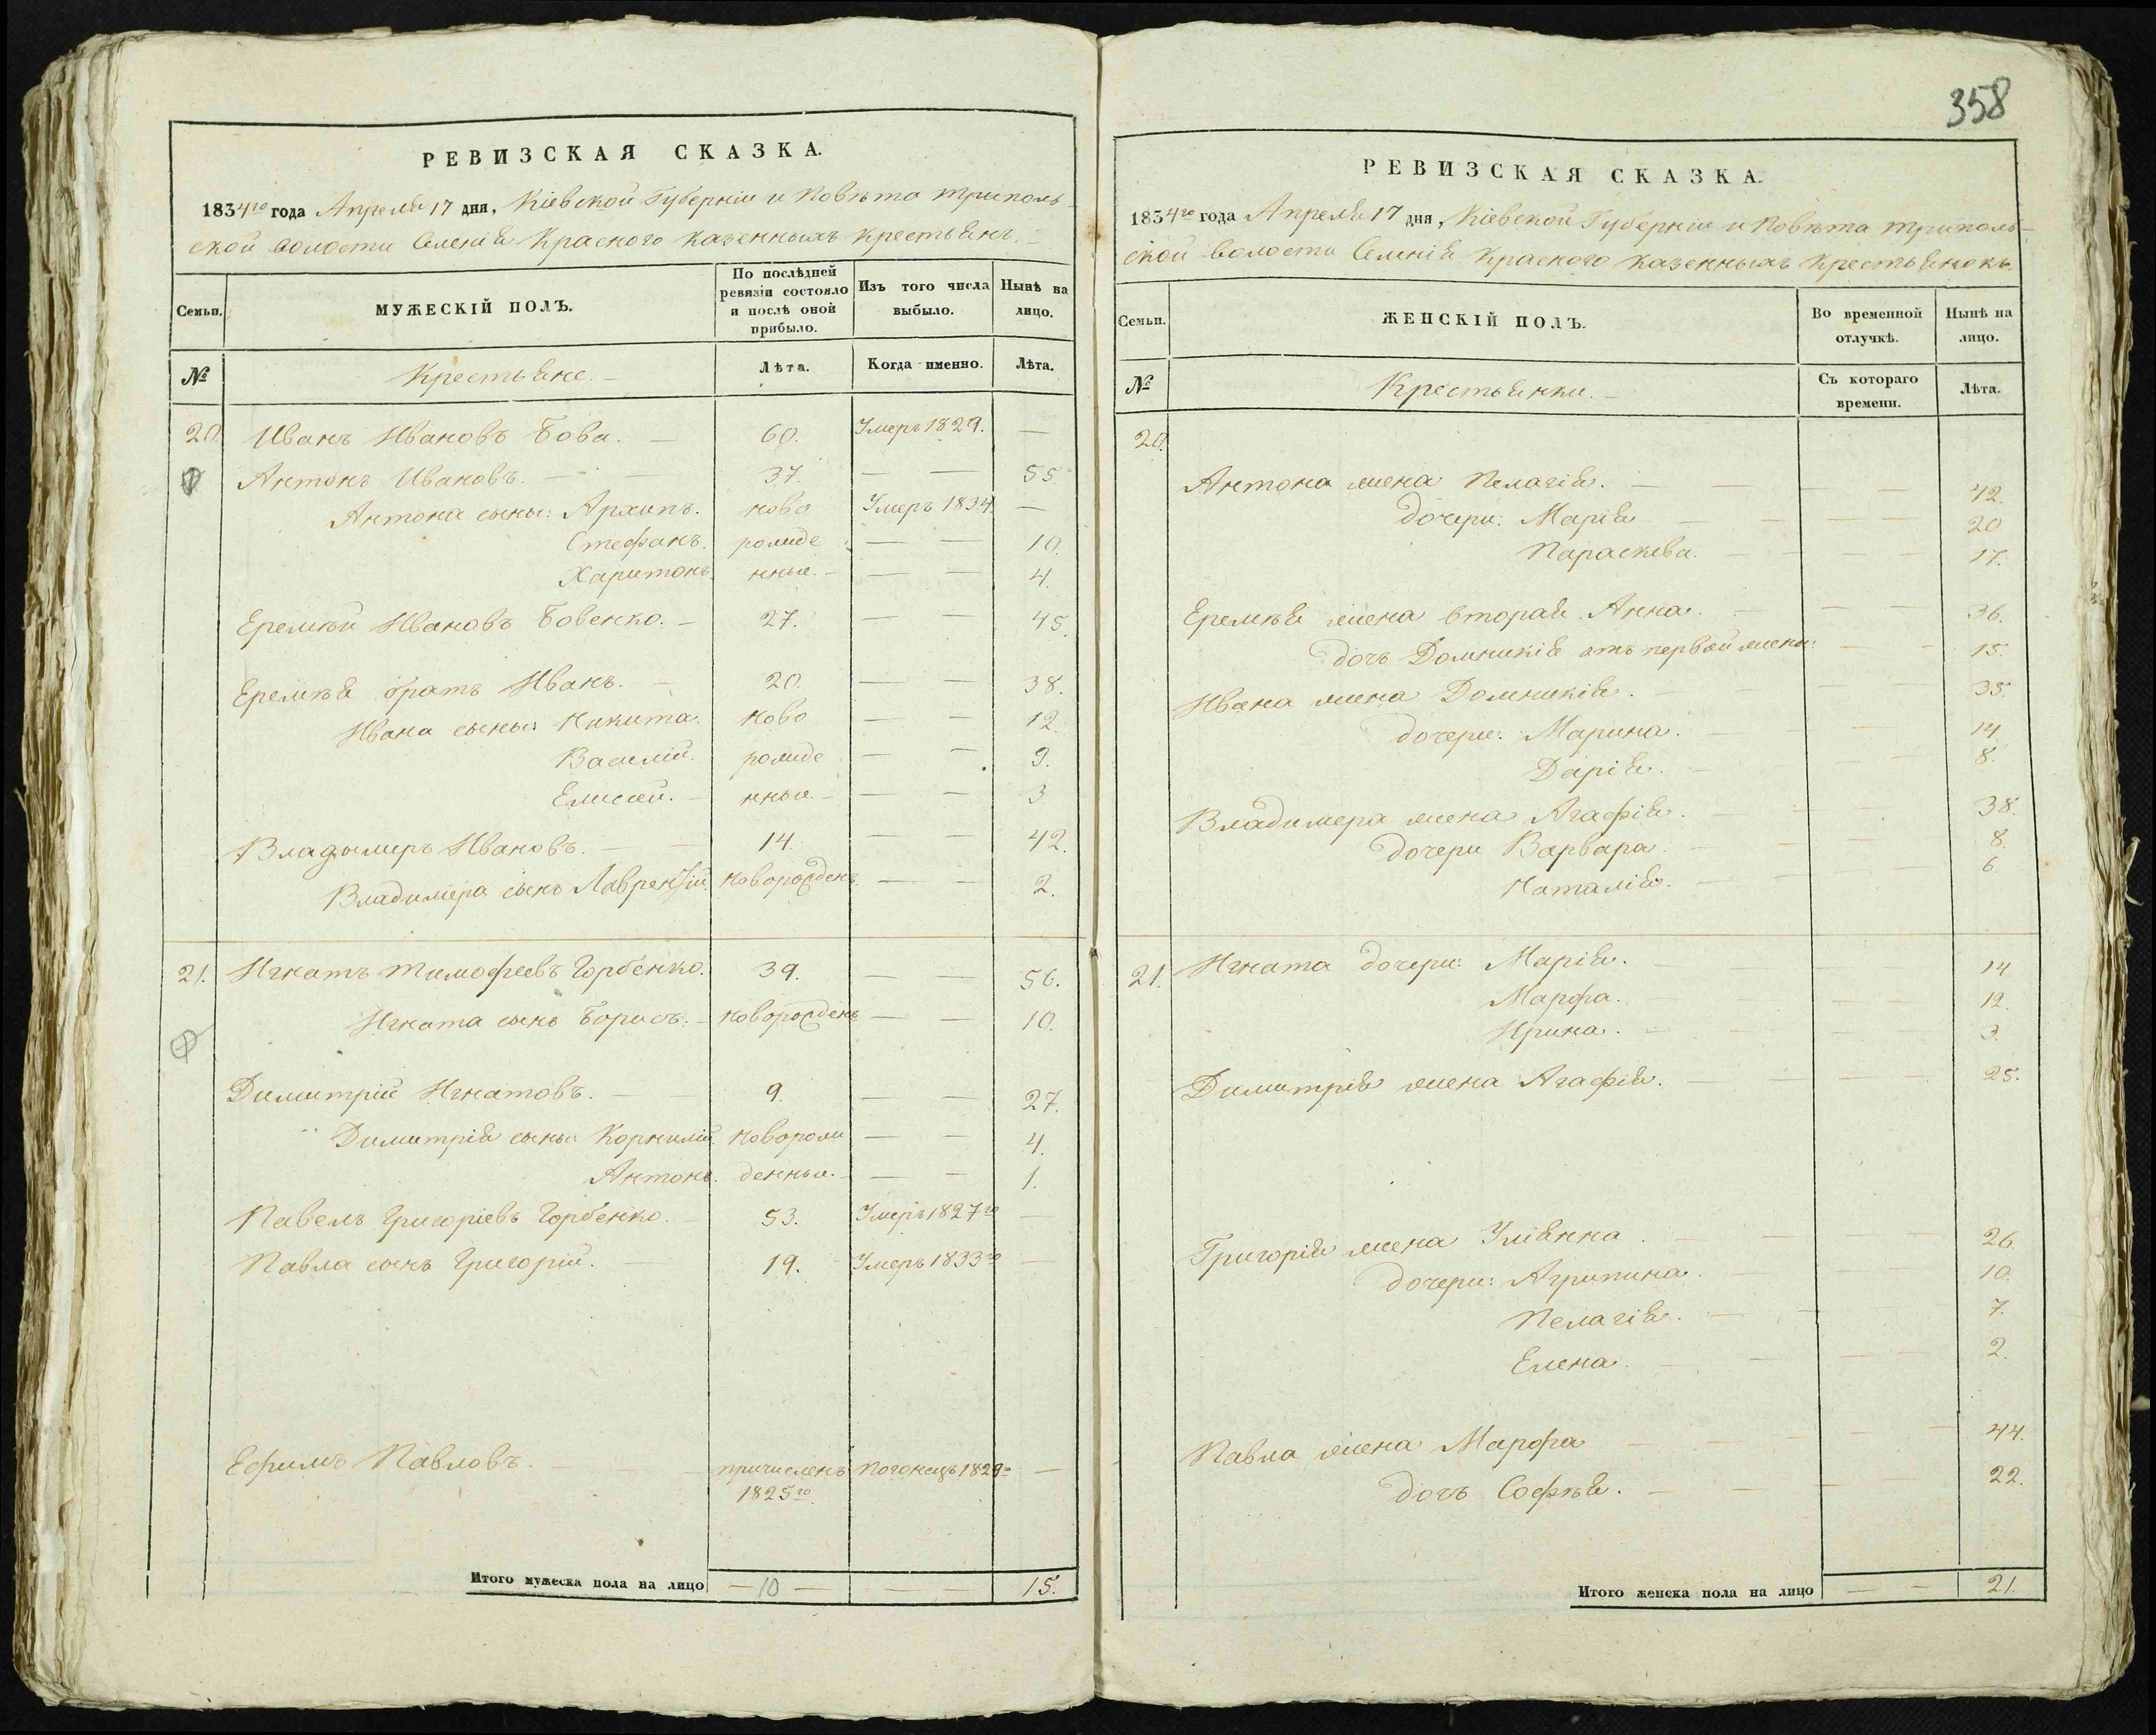 РЕВИЗСКАЯ СКАЗКА.
1834го года Апреля 17 дня, Кіевской Губерніи и Повѣта Триполь-
ской волости Селенія Красного казенныхъ крестьянъ.
Семьи. МУЖЕСКІЙ ПОЛЪ. По послѣдней ревизіи состояло и послѣ оной прибыло. Изъ того числа выбыло. Нынѣ на лицо.
№ Крестьяне. Лѣта. Когда именно. Лѣта.
20. Иванъ Ивановъ Бова. — 60. Умеръ 1829. —
Антонъ Ивановъ. — — 37. — — 55.
Антона сыны: Архипъ. ново Умеръ 1834. —
Стефанъ. рожде — — 10.
Харитонъ. нные. — — — 4.
Еремѣй Ивановъ Бовенко. — 27. — — 45.
Еремѣя братъ Иванъ. — 20. — — 38.
Ивана сыны: Никита. ново — — 12.
Василій. рожде — — 9.
Елисей. — нные. — — — 3.
Владымеръ Ивановъ. — — 14. — — 42.
Владимера сынъ Лаврентій. новорожденъ. — — 2.
21. Игнатъ Тимофеевъ Горбенко. 39. — — 56.
Игната сынъ Борисъ. — новорожденъ — — 10.
Димитрій Игнатовъ. — — 9. — — 27.
Димитрія сыны: Корнилій. новорож — — 4.
Антонъ. денные. — — — 1.
Павелъ Григоріевъ Горбенко. — 53. Умеръ 1827го —
Павла сынъ Григорій. — 19. Умеръ 1833го —
Ефимъ Павловъ. — — причисленъ Погонецъ 1829го —
1825го.
Итого мужеска пола на лицо — 10 — — 15.
358
РЕВИЗСКАЯ СКАЗКА.
1834го года Апреля 17 дня, Кіевской Губерніи и Повѣта Триполь-
ской волости Селенія Красного казенныхъ крестьянокъ.
Семьи. ЖЕНСКІЙ ПОЛЪ. Во временной отлучкѣ. Нынѣ на лицо.
№ Крестьянки. — Съ котораго времени. Лѣта.
20.
Антона жена Пелагія. — — — — 42.
дочери: Марія. — — — — 20
Параскева. — — — — 17.
Еремѣя жена вторая Анна. — — — 36.
дочь Домникія отъ первой жены: — — 15.
Ивана жена Домникія. — — — 35.
дочери: Марина. — — — 14
Дарія. — — — — 8.
Владимера жена Агафія. — — — 38.
дочери Варвара. — — — — 8.
Наталія. — — — — 6.
21. Игната дочери: Марія. — — — 14
Марфа. — — — — 12.
Ирина. — — — — 3.
Димитрія жена Агафія. — — — 25.
Григорія жена Уліянна. — — — 26.
дочери: Агрипина. — — — 10.
Пелагія. — — — 7.
Елена. — — — — 2.
Павла жена Марфа — — — — 44.
дочь Софѣя. — — — — 22.
Итого женска пола на лицо — — 21.